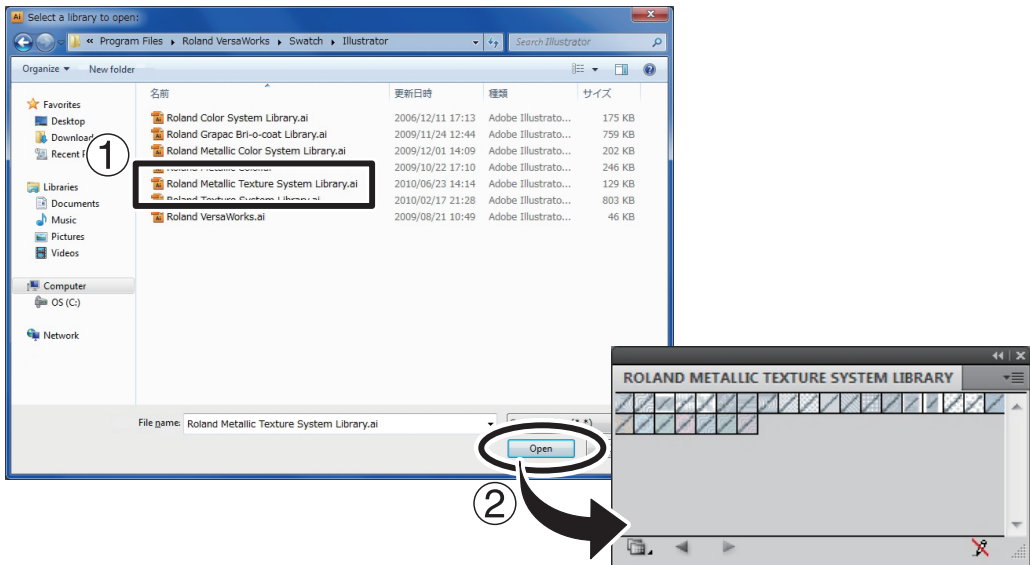 Ai Select a library to open:
« Program Files Roland VersaWorks Swatch Illustrator Search Illustrator
Organize New folder
名前 更新日時 種類 サイズ
Favorites
Desktop
Recent
Libraries
Documents
Music
Pictures
Videos
Computer
OS (C:)
Network
Roland Color System Library.ai 2006/12/11 17:13 Adobe Illustrato... 175 KB
Roland Grapac Bri-o-coat Library.ai 2009/11/24 12:44 Adobe Illustrato... 759 KB
Roland Metallic Color System Library.ai 2009/12/01 14:09 Adobe Illustrato... 202 KB
2009/10/22 17:10 Adobe Illustrato... 246 KB
Roland Metallic Texture System Library.ai 2010/06/23 14:14 Adobe Illustrato... 129 KB
Roland Texture System Library.ai 2010/02/17 21:28 Adobe Illustrato... 803 KB
Roland VersaWorks.ai 2009/08/21 10:49 Adobe Illustrato... 46 KB
①
File name: Roland Metallic Texture System Library.ai
Open
②
ROLAND METALLIC TEXTURE SYSTEM LIBRARY